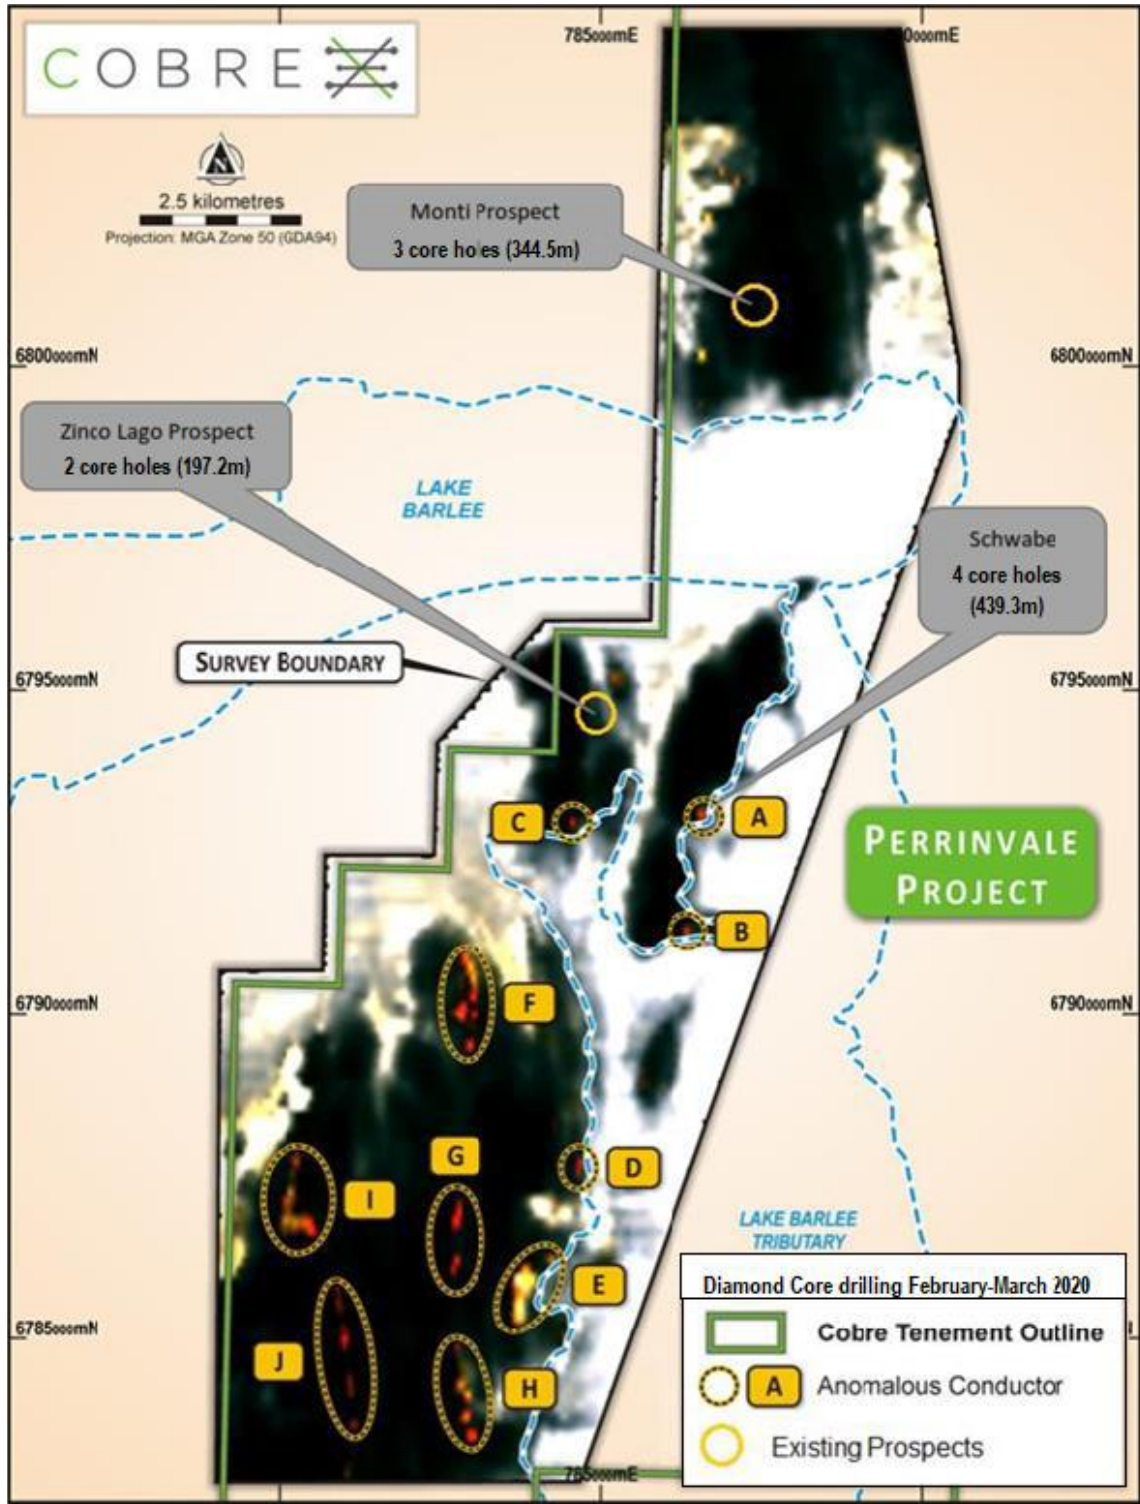 COBRE
785000mE
000mE
N
2.5 kilometres
Projection: MGA Zone 50 (GDA94)
Monti Prospect
3 core holes (344.5m)
6800000mN
6800000mN
Zinco Lago Prospect
2 core holes (197.2m)
LAKE
BARLEE
Schwabe
4 core holes
(439.3m)
SURVEY BOUNDARY
6795000mN
6795000mN
C
A
PERRINVALE
PROJECT
B
F
6790000mN
6790000mN
G
D
I
LAKE BARLEE
TRIBUTARY
E
6785000mN
J
H
Diamond Core drilling February-March 2020
Cobre Tenement Outline
A
Anomalous Conductor
Existing Prospects
785000mE